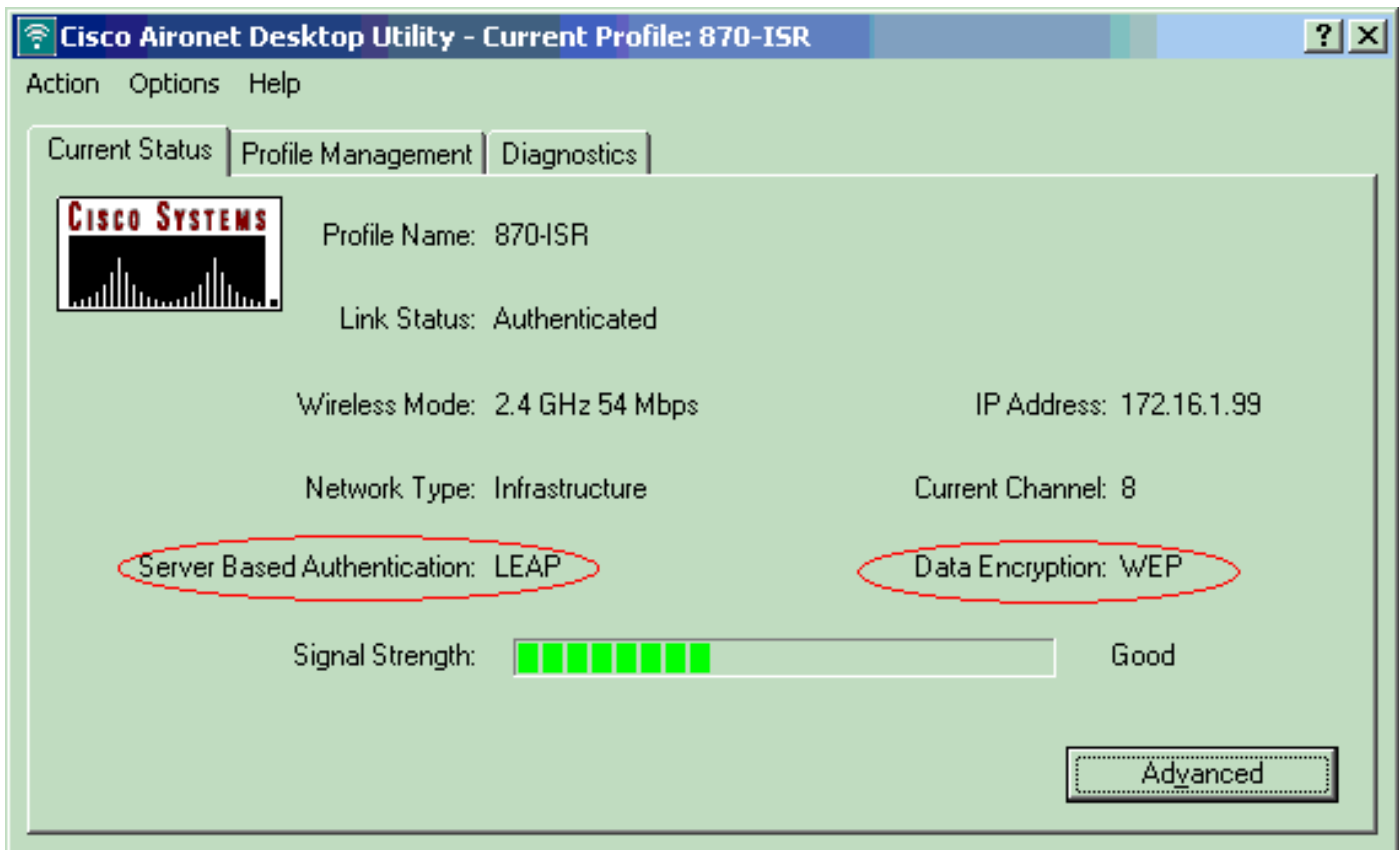 Cisco Aironet Desktop Utility - Current Profile: 870-ISR ? X
Action Options Help
Current Status Profile Management Diagnostics
CISCO SYSTEMS
Profile Name: 870-ISR
Link Status: Authenticated
Wireless Mode: 2.4 GHz 54 Mbps IP Address: 172.16.1.99
Network Type: Infrastructure Current Channel: 8
Server Based Authentication: LEAP Data Encryption: WEP
Signal Strength: Good
Advanced